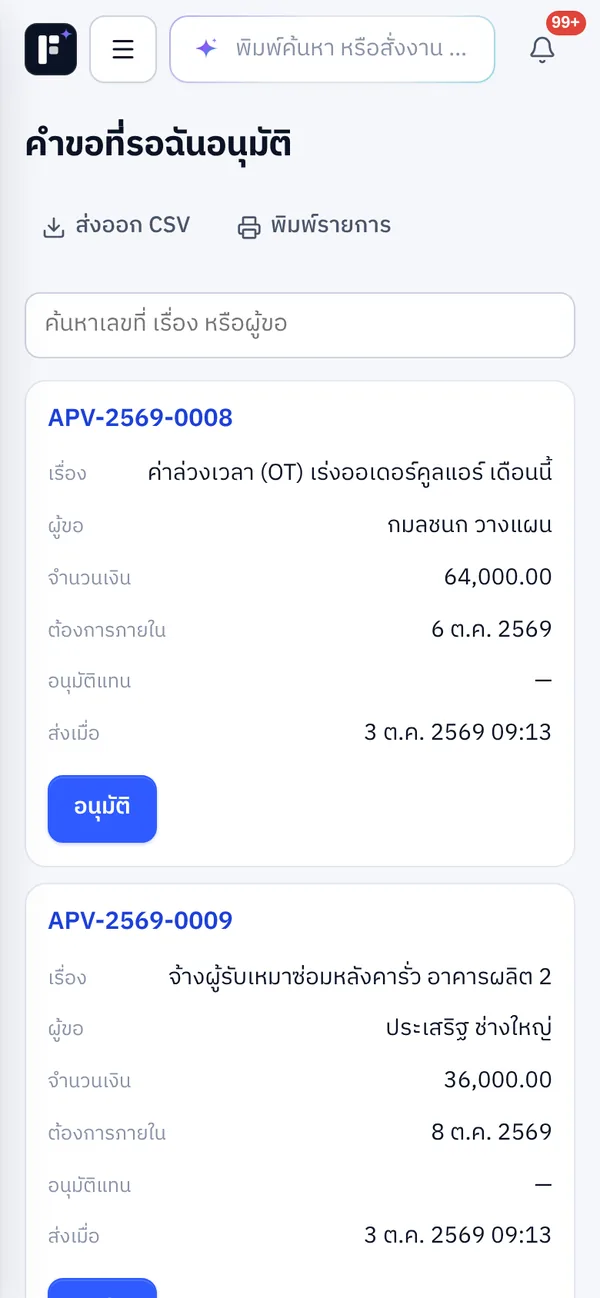 F
พิมพ์ค้นหา หรือสั่งงาน ...
99+
คำขอที่รอฉันอนุมัติ
ส่งออก CSV
พิมพ์รายการ
ค้นหาเลขที่ เรื่อง หรือผู้ขอ
APV-2569-0008
เรื่อง ค่าล่วงเวลา (OT) เร่งออเดอร์คูลแอร์ เดือนนี้
ผู้ขอ กมลชนก วางแผน
จำนวนเงิน 64,000.00
ต้องการภายใน 6 ต.ค. 2569
อนุมัติแทน —
ส่งเมื่อ 3 ต.ค. 2569 09:13
อนุมัติ
APV-2569-0009
เรื่อง จ้างผู้รับเหมาซ่อมหลังคารั่ว อาคารผลิต 2
ผู้ขอ ประเสริฐ ช่างใหญ่
จำนวนเงิน 36,000.00
ต้องการภายใน 8 ต.ค. 2569
อนุมัติแทน —
ส่งเมื่อ 3 ต.ค. 2569 09:13